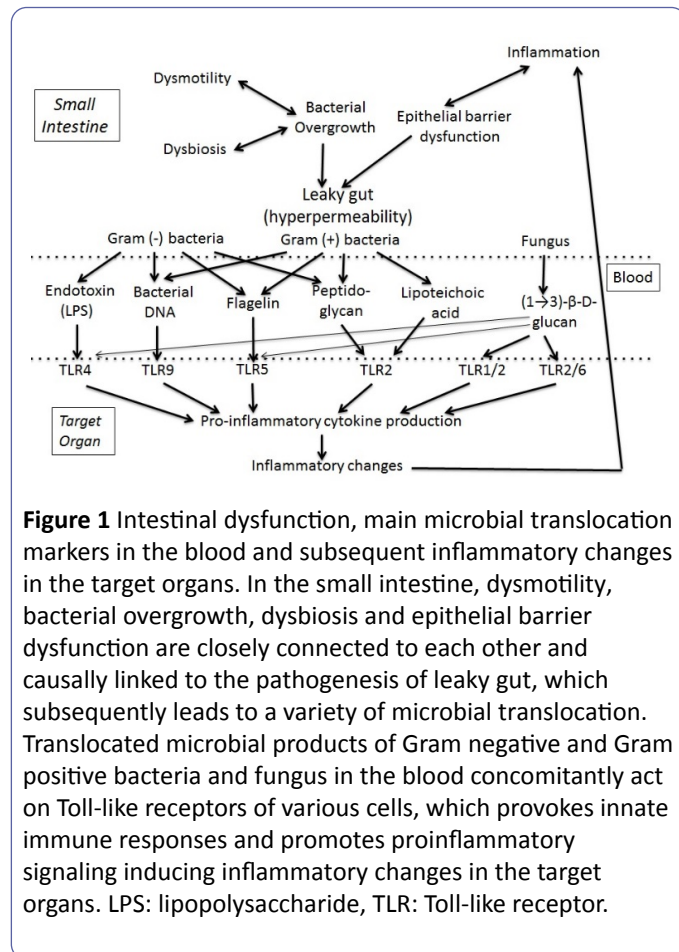 Inflammation
Dysmotility
Small
Intestine
Bacterial
Overgrowth
Epithelial barrier
dysfunction
Dysbiosis
Leaky gut
(hyperpermeability)
Gram (-) bacteria
Gram (+) bacteria
Fungus
Blood
Endotoxin
(LPS)
Bacterial
DNA
Flagelin
Peptido-
glycan
Lipoteichoic
acid
(1→3)-β-D-
glucan
TLR4
TLR9
TLR5
TLR2
TLR1/2
TLR2/6
Target
Organ
Pro-inflammatory cytokine production
Inflammatory changes
Figure 1 Intestinal dysfunction, main microbial translocation
markers in the blood and subsequent inflammatory changes
in the target organs. In the small intestine, dysmotility,
bacterial overgrowth, dysbiosis and epithelial barrier
dysfunction are closely connected to each other and
causally linked to the pathogenesis of leaky gut, which
subsequently leads to a variety of microbial translocation.
Translocated microbial products of Gram negative and Gram
positive bacteria and fungus in the blood concomitantly act
on Toll-like receptors of various cells, which provokes innate
immune responses and promotes proinflammatory
signaling inducing inflammatory changes in the target
organs. LPS: lipopolysaccharide, TLR: Toll-like receptor.